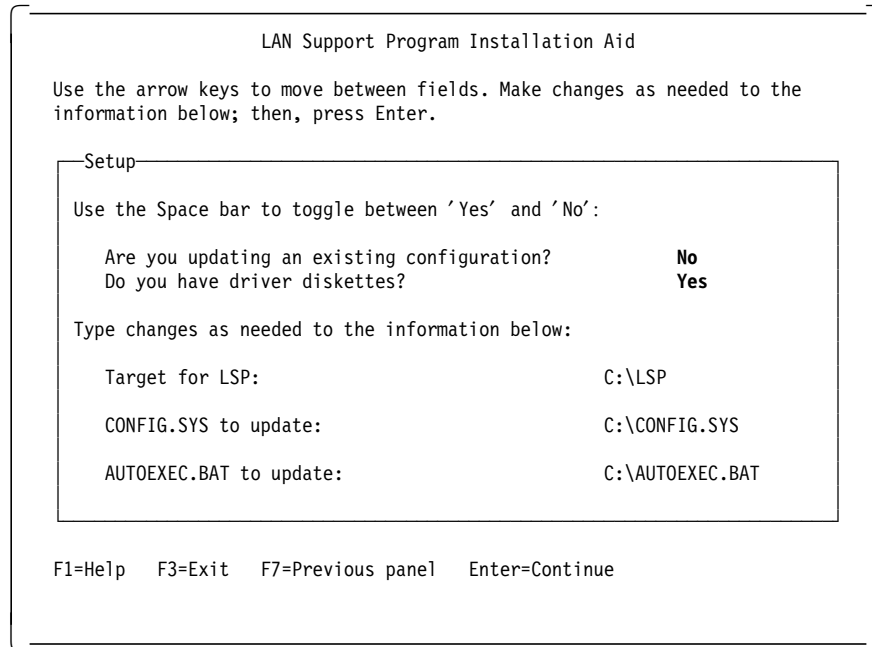 LAN Support Program Installation Aid
Use the arrow keys to move between fields. Make changes as needed to the
information below; then, press Enter.
Setup
Use the Space bar to toggle between ′Yes′ and ′No′:
Are you updating an existing configuration? No
Do you have driver diskettes? Yes
Type changes as needed to the information below:
Target for LSP: C:\LSP
CONFIG.SYS to update: C:\CONFIG.SYS
AUTOEXEC.BAT to update: C:\AUTOEXEC.BAT
F1=Help F3=Exit F7=Previous panel Enter=Continue